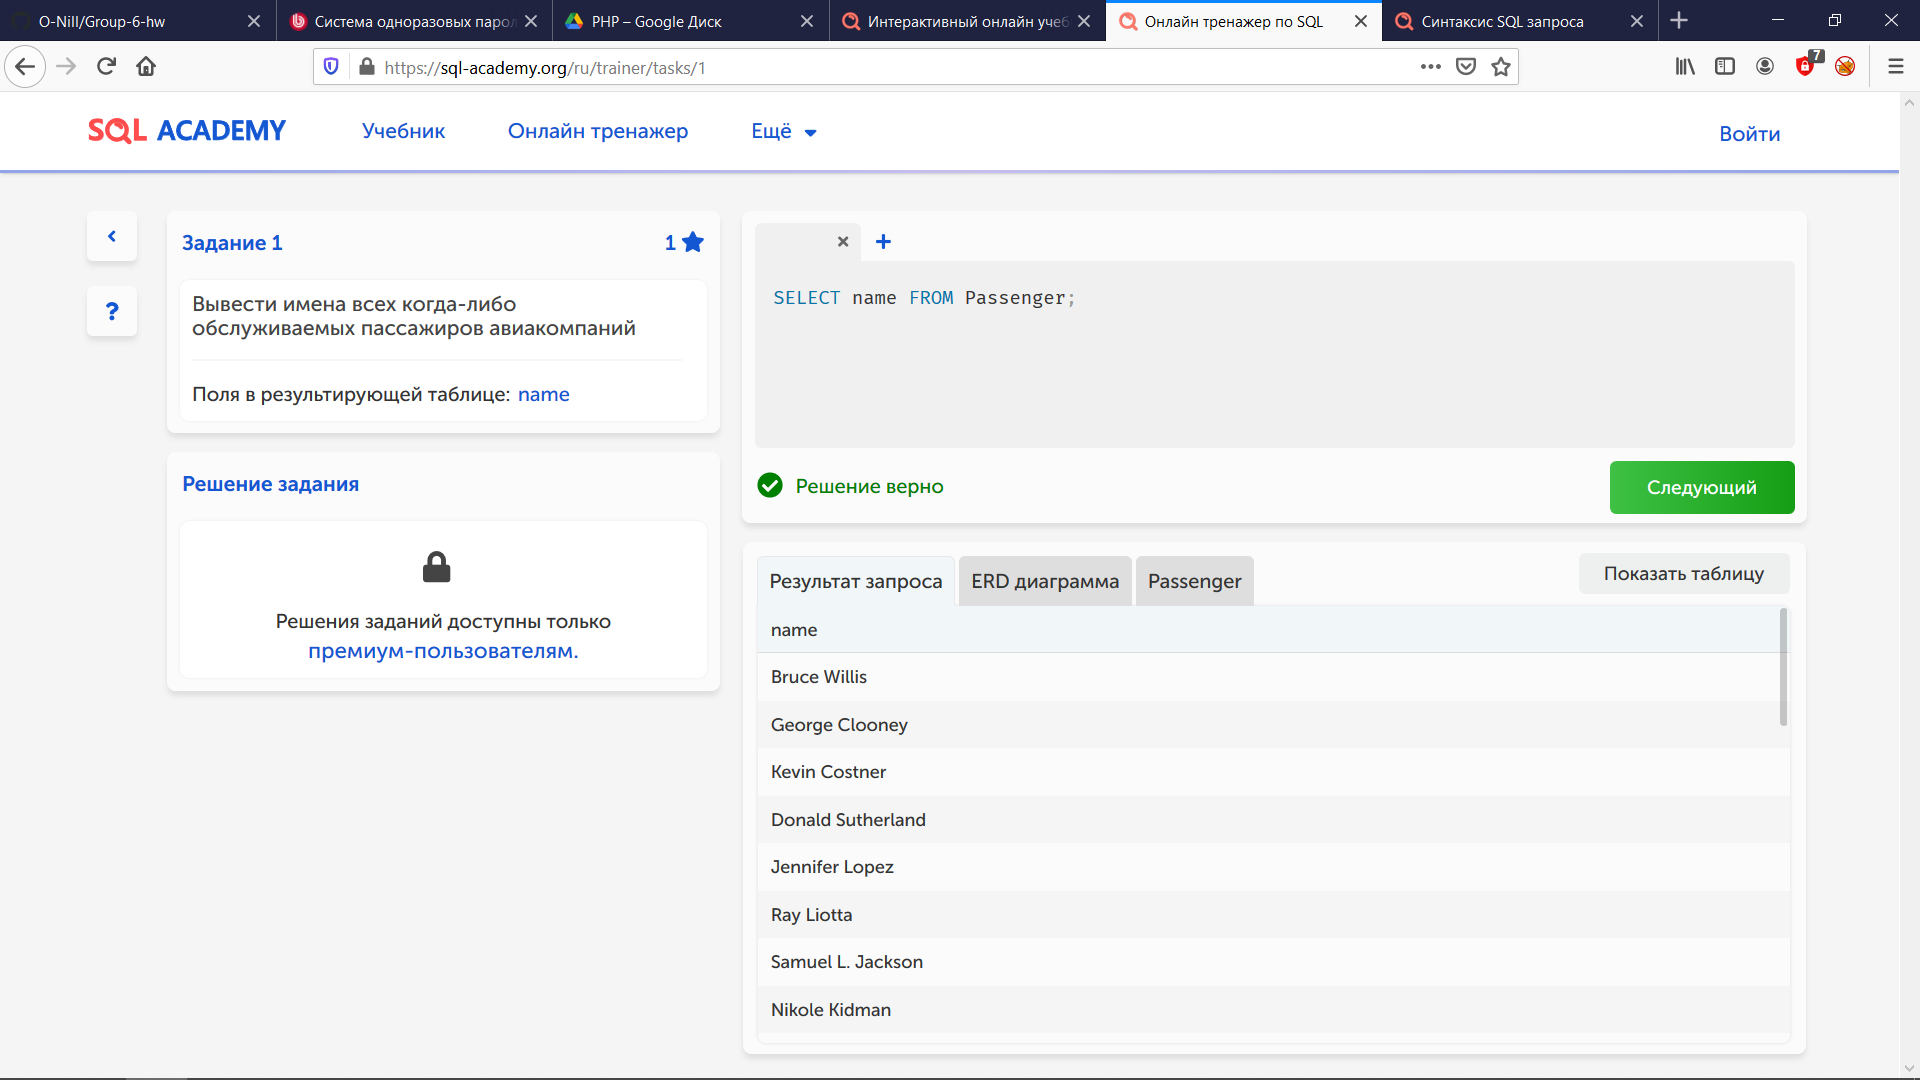 O-Nill/Group-6-hw
Система одноразовых парол
PHP – Google Диск
Интерактивный онлайн учеб
Онлайн тренажер по SQL
Синтаксис SQL запроса
https://sql-academy.org/ru/trainer/tasks/1
7
SQL ACADEMY
Учебник
Онлайн тренажер
Ещё
Войти
Задание 1
1
Вывести имена всех когда-либо
обслуживаемых пассажиров авиакомпаний
Поля в результирующей таблице: name
Решение задания
Решения заданий доступны только
премиум-пользователям.
SELECT name FROM Passenger;
Решение верно
Следующий
Результат запроса
ERD диаграмма
Passenger
Показать таблицу
name
Bruce Willis
George Clooney
Kevin Costner
Donald Sutherland
Jennifer Lopez
Ray Liotta
Samuel L. Jackson
Nikole Kidman